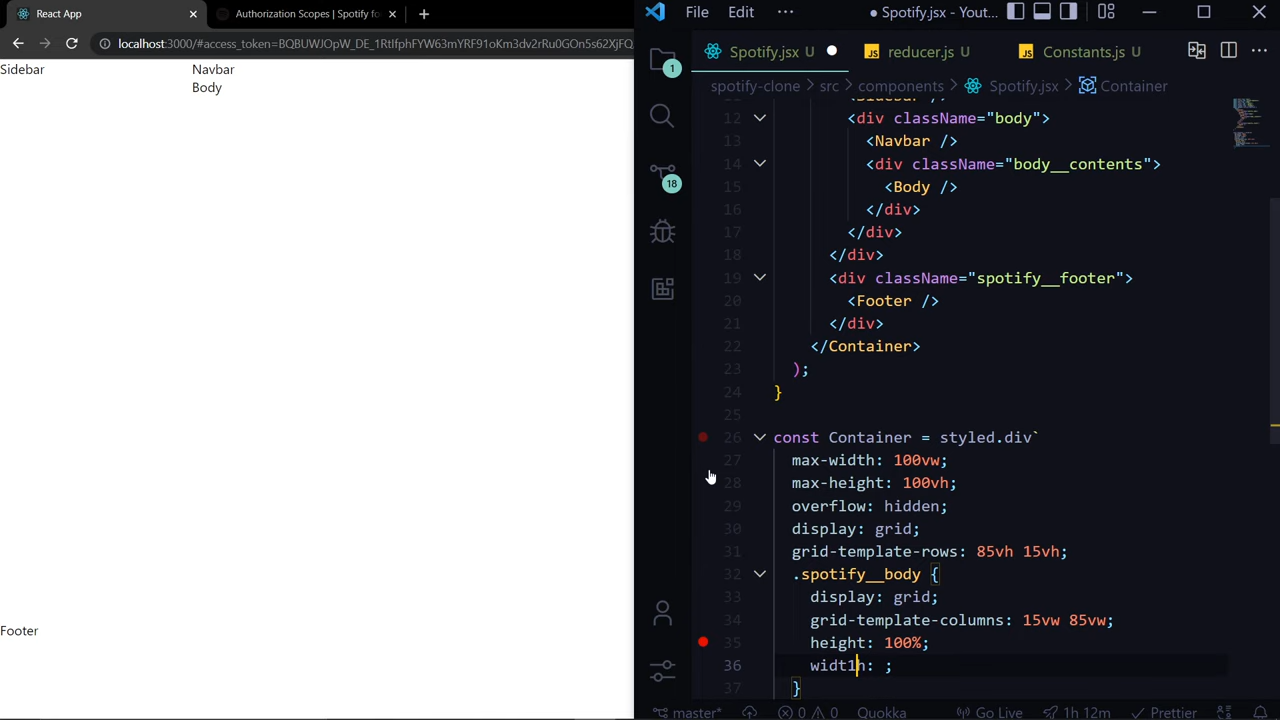 React App
Authorization Scopes | Spotify fo
localhost:3000/#access_token=BQBUWJOpW_DE_1RtIfphFYW63mYRF91oKm3dv2rRu0GOn5s62XjFQ
Sidebar
Navbar
Body
Footer
File Edit ··· Spotify.jsx - Yout...
Spotify.jsx U reducer.js U Constants.js U
spotify-clone > src > components > Spotify.jsx > Container
12 <div className="body">
13 <Navbar />
14 <div className="body__contents">
15 <Body />
16 </div>
17 </div>
18 </div>
19 <div className="spotify__footer">
20 <Footer />
21 </div>
22 </Container>
23 );
24 }
25
26 const Container = styled.div`
27 max-width: 100vw;
28 max-height: 100vh;
29 overflow: hidden;
30 display: grid;
31 grid-template-rows: 85vh 15vh;
32 .spotify__body {
33 display: grid;
34 grid-template-columns: 15vw 85vw;
35 height: 100%;
36 widt1h: ;
37 }
1
18
master* 0 0 Quokka Go Live 1h 12m Prettier